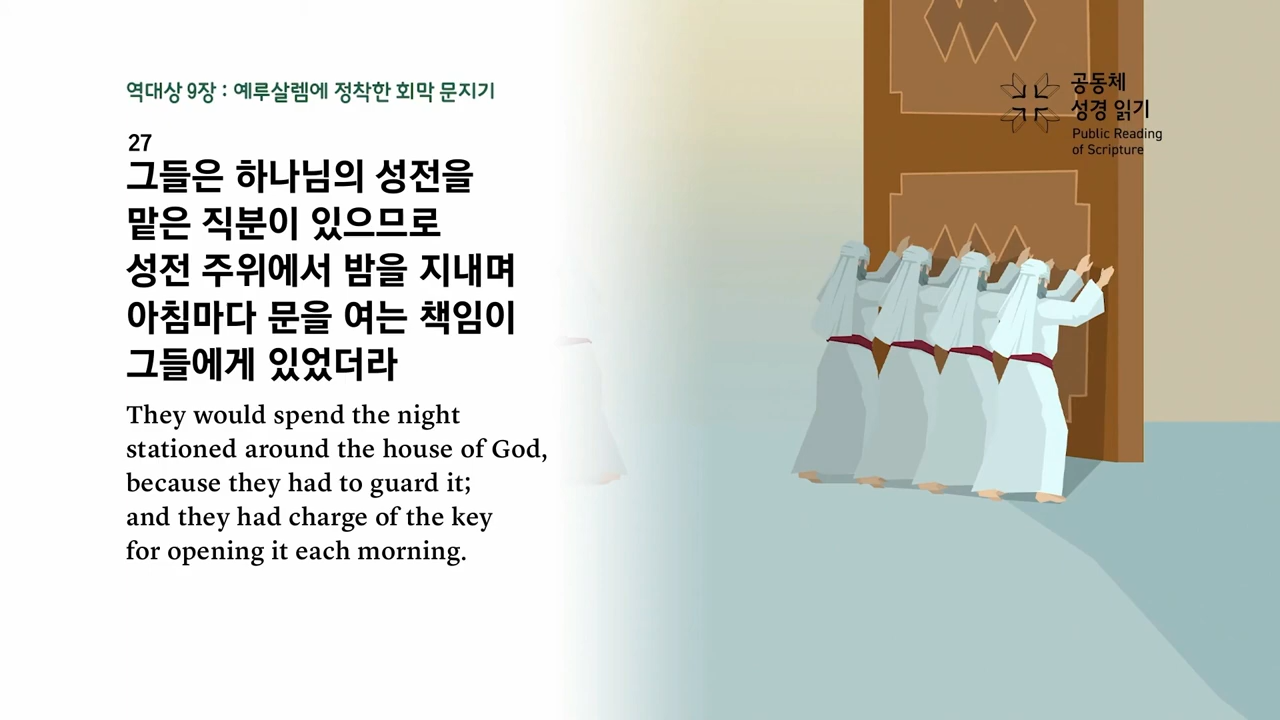 역대상 9장 : 예루살렘에 정착한 회막 문지기
27
그들은 하나님의 성전을
맡은 직분이 있으므로
성전 주위에서 밤을 지내며
아침마다 문을 여는 책임이
그들에게 있었더라
They would spend the night
stationed around the house of God,
because they had to guard it;
and they had charge of the key
for opening it each morning.
공동체
성경 읽기
Public Reading
of Scripture